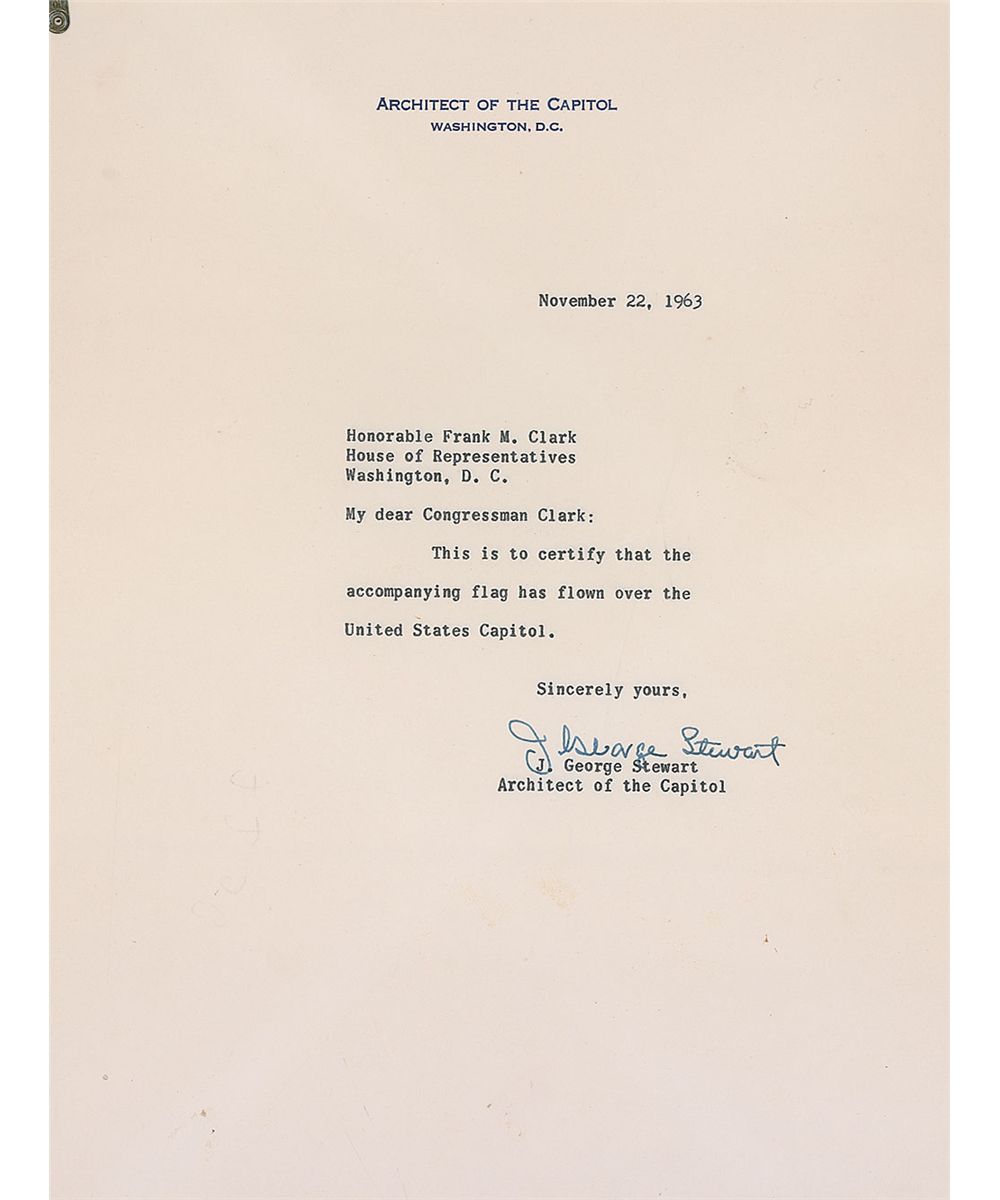 ARCHITECT OF THE CAPITOL
WASHINGTON, D.C.
November 22, 1963
Honorable Frank M. Clark
House of Representatives
Washington, D. C.
My dear Congressman Clark:
This is to certify that the
accompanying flag has flown over the
United States Capitol.
Sincerely yours,
J George Stewart
J. George Stewart
Architect of the Capitol